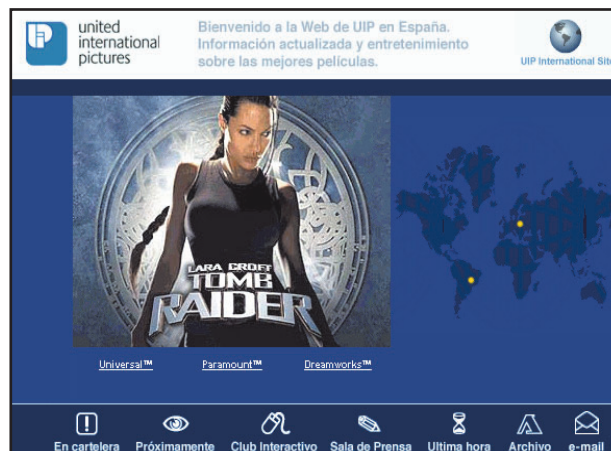 united
international
pictures
Bienvenido a la Web de UIP en España.
Información actualizada y entretenimiento
sobre las mejores películas.
UIP International Site
LARA CROFT
TOMB
RAIDER
Universal™
Paramount™
Dreamworks™
En cartelera
Próximamente
Club Interactivo
Sala de Prensa
Ultima hora
Archivo
e-mail